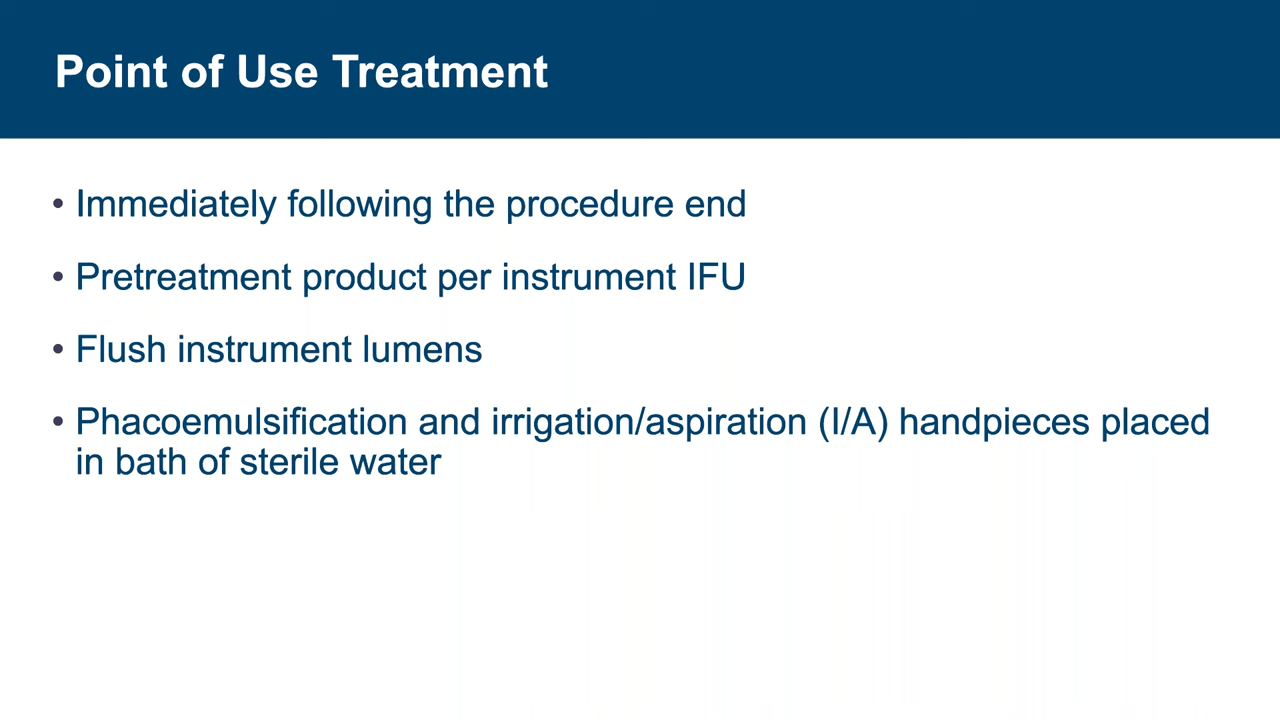 Point of Use Treatment
• Immediately following the procedure end
• Pretreatment product per instrument IFU
• Flush instrument lumens
• Phacoemulsification and irrigation/aspiration (I/A) handpieces placed
in bath of sterile water